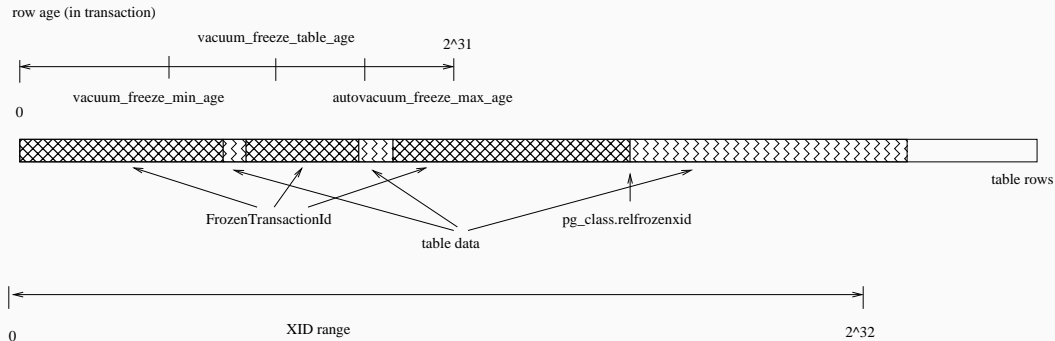 row age (in transaction)
vacuum_freeze_table_age
2^31
vacuum_freeze_min_age
autovacuum_freeze_max_age
0
table rows
FrozenTransactionId
pg_class.relfrozenxid
table data
0
XID range
2^32